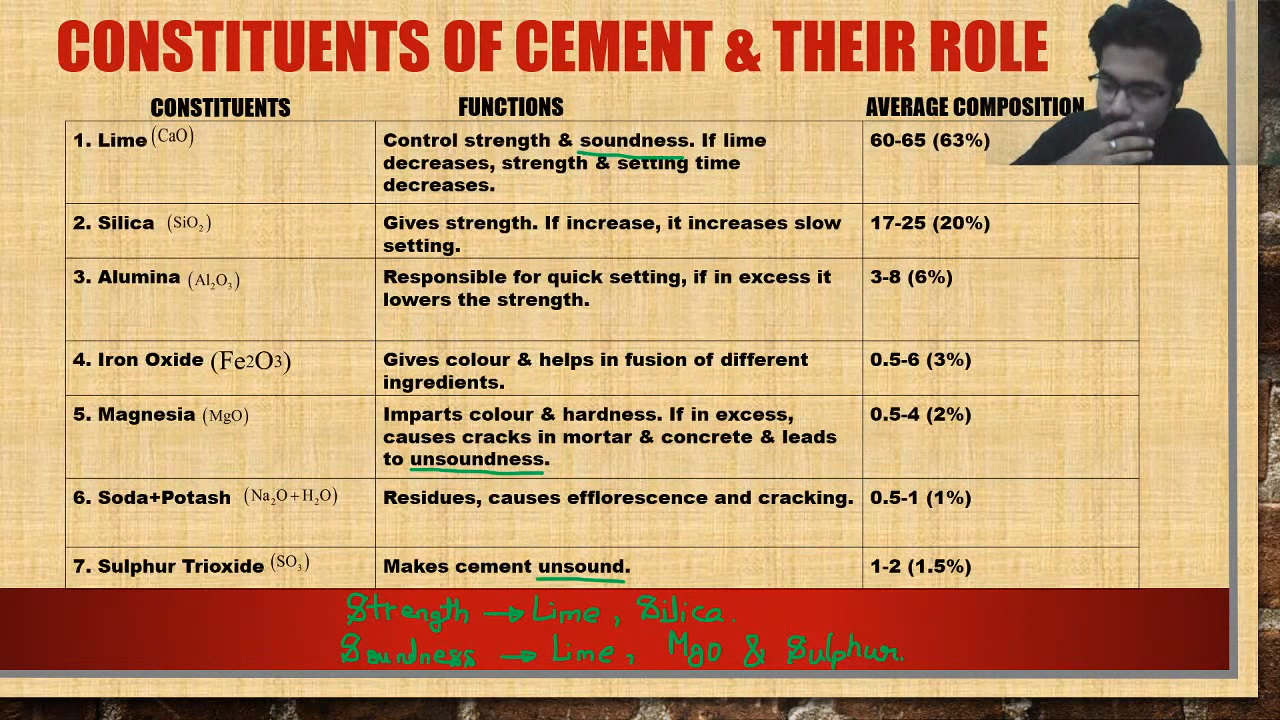 CONSTITUENTS OF CEMENT & THEIR ROLE
CONSTITUENTS FUNCTIONS AVERAGE COMPOSITION
1. Lime (CaO) Control strength & soundness. If lime 60-65 (63%)
decreases, strength & setting time
decreases.
2. Silica (SiO₂) Gives strength. If increase, it increases slow 17-25 (20%)
setting.
3. Alumina (Al₂O₃) Responsible for quick setting, if in excess it 3-8 (6%)
lowers the strength.
4. Iron Oxide (Fe2O3) Gives colour & helps in fusion of different 0.5-6 (3%)
ingredients.
5. Magnesia (MgO) Imparts colour & hardness. If in excess, 0.5-4 (2%)
causes cracks in mortar & concrete & leads
to unsoundness.
6. Soda+Potash (Na₂O+H₂O) Residues, causes efflorescence and cracking. 0.5-1 (1%)
7. Sulphur Trioxide (SO₃) Makes cement unsound. 1-2 (1.5%)
Strength → Lime, Silica.
Soundness → Lime, MgO & Sulphur.